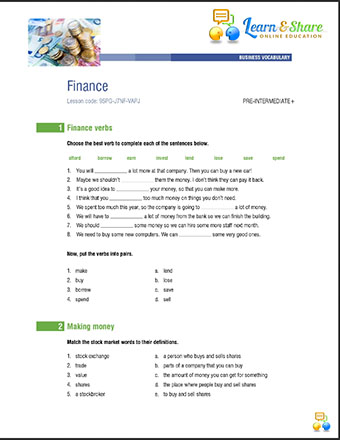 Learn & Share
ONLINE EDUCATION
BUSINESS VOCABULARY
Finance
Lesson code:
PRE-INTERMEDIATE+
1 Finance verbs
Choose the best verb to complete each of the sentences below.
afford borrow earn invest lend lose save spend
1. You will ____________ a lot more at that company. Then you can buy a new car!
2. Maybe we shouldn't ____________ them the money. I don't think they can pay it back.
3. It's a good idea to ____________ your money, so that you can make more.
4. I think that you ____________ too much money on things you don't need.
5. We spent too much this year, so the company is going to ____________ a lot of money.
6. We will have to ____________ a lot of money from the bank so we can finish the building.
7. We should ____________ some money so we can hire some more staff next month.
8. We need to buy some new computers. We can ____________ some very good ones.
Now, put the verbs into pairs.
1. make a. lend
2. buy b. lose
3. borrow c. save
4. spend d. sell
2 Making money
Match the stock market words to their definitions.
1. stock exchange a. a person who buys and sells shares
2. trade b. parts of a company that you can buy
3. value c. the amount of money you can get for something
4. shares d. the place where people buy and sell shares
5. a stockbroker e. to buy and sell shares